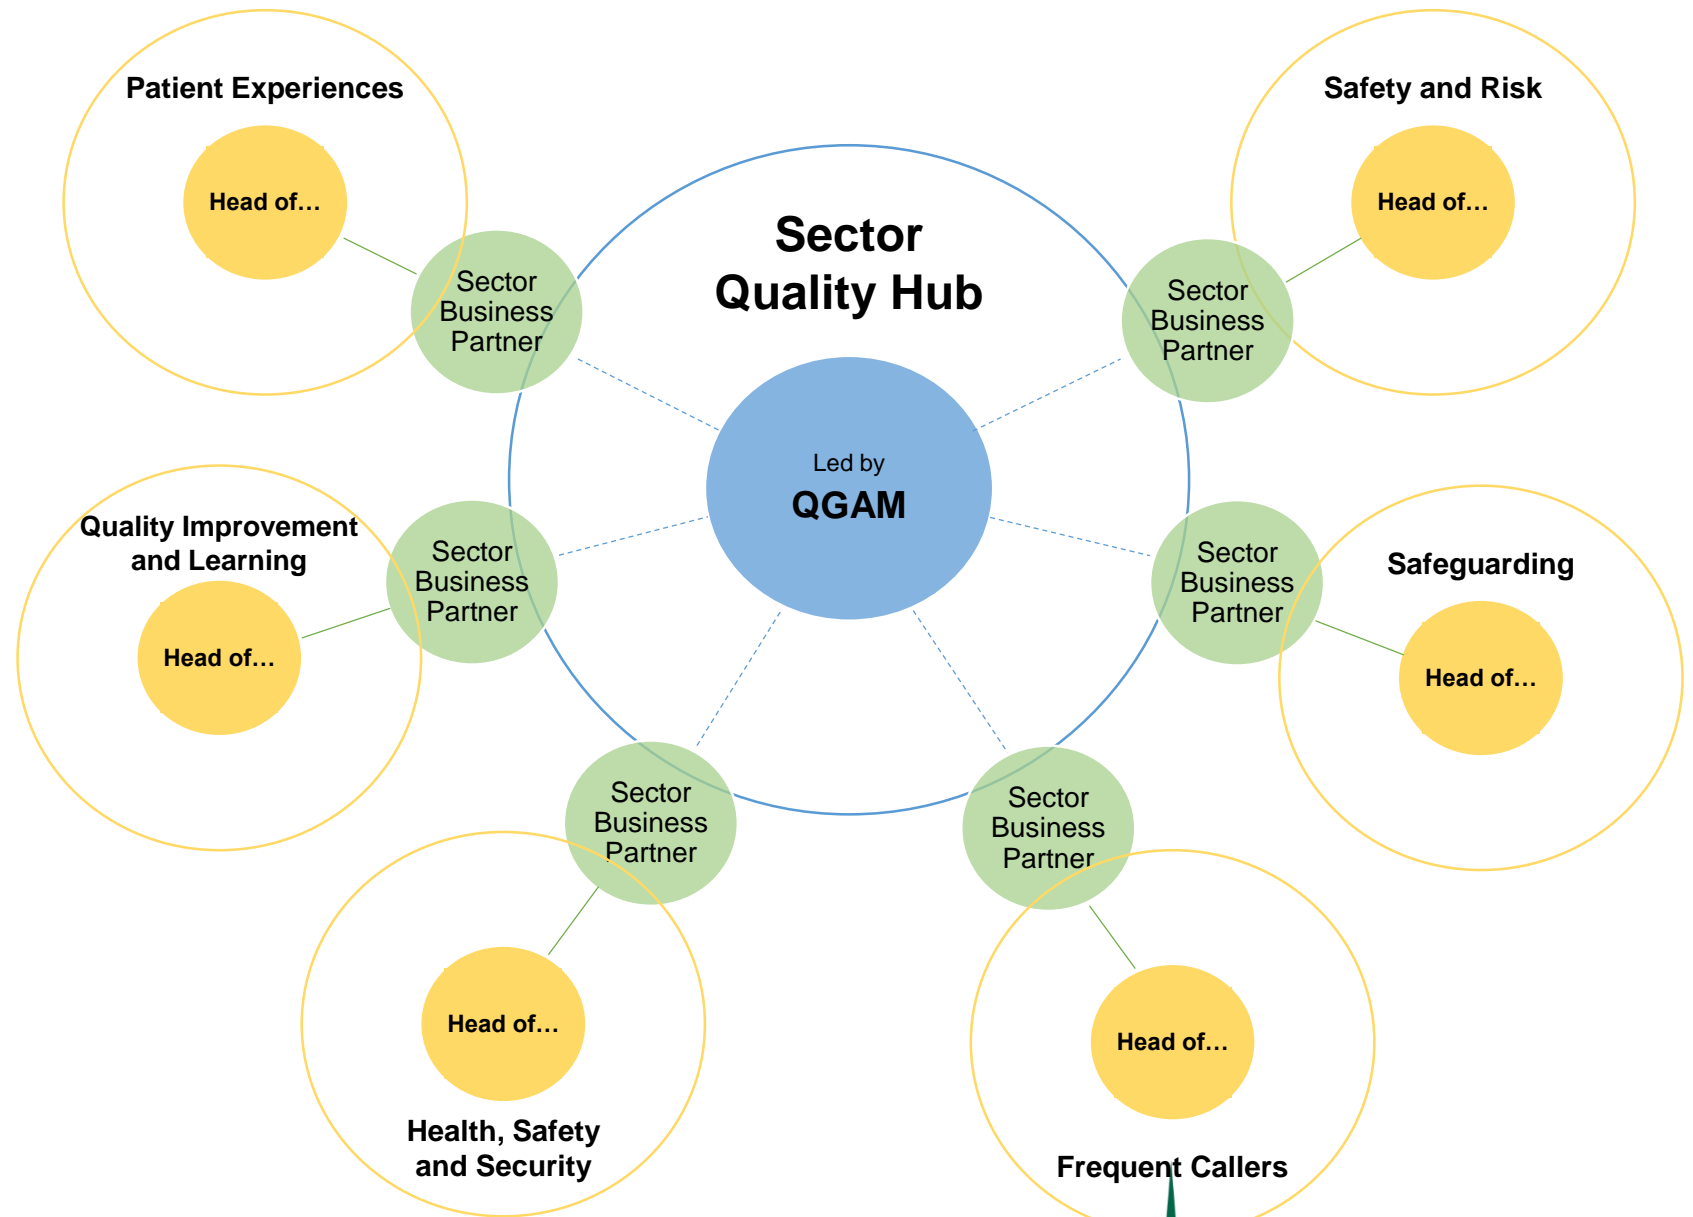 Patient Experiences
Head of...
Sector
Business
Partner
Sector
Quality Hub
Safety and Risk
Head of...
Sector
Business
Partner
Led by
QGAM
Quality Improvement
and Learning
Head of...
Sector
Business
Partner
Sector
Business
Partner
Safeguarding
Head of...
Sector
Business
Partner
Head of...
Health, Safety
and Security
Sector
Business
Partner
Head of...
Frequent Callers